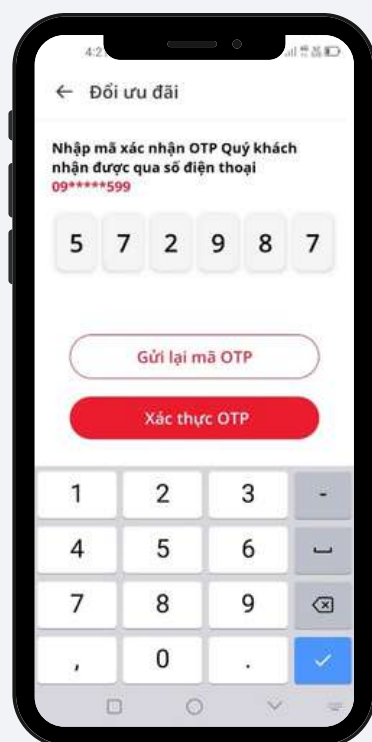 4:2
← Đổi ưu đãi
Nhập mã xác nhận OTP Quý khách
nhận được qua số điện thoại
09*****599
5 7 2 9 8 7
Gửi lại mã OTP
Xác thực OTP
1 2 3 -
4 5 6
7 8 9
, 0 .